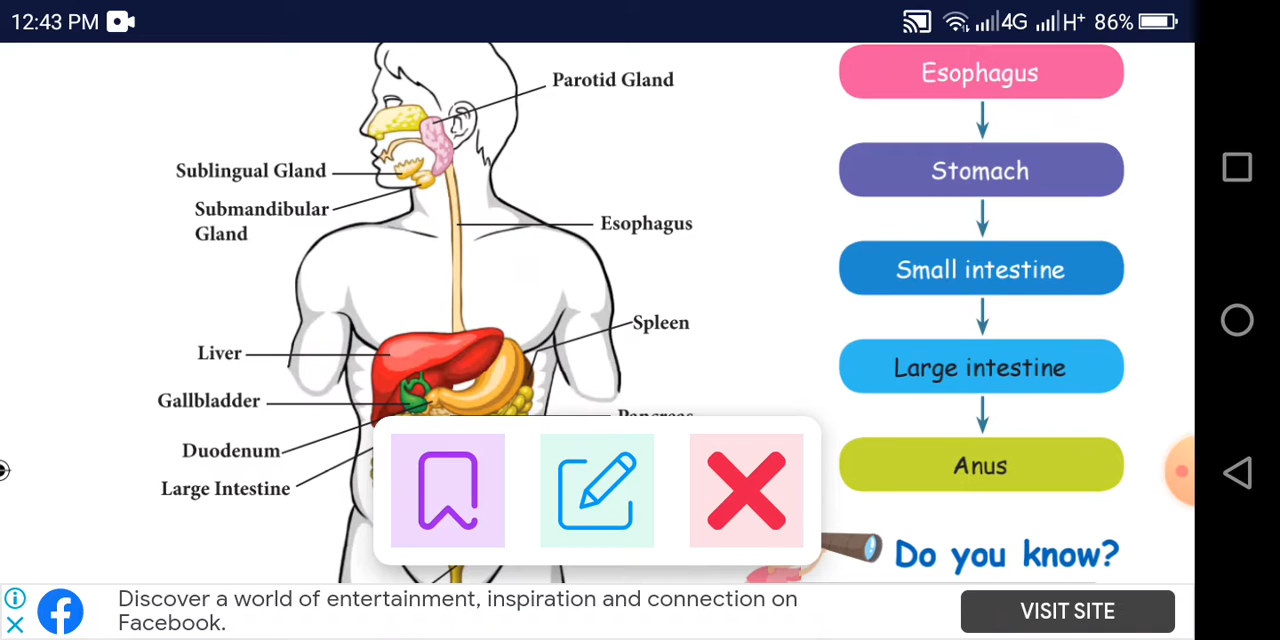 12:43 PM
4G
H+
86%
Parotid Gland
Sublingual Gland
Submandibular
Gland
Esophagus
Spleen
Liver
Gallbladder
Pancreas
Duodenum
Large Intestine
Esophagus
Stomach
Small intestine
Large intestine
Anus
Do you know?
Discover a world of entertainment, inspiration and connection on
Facebook.
VISIT SITE